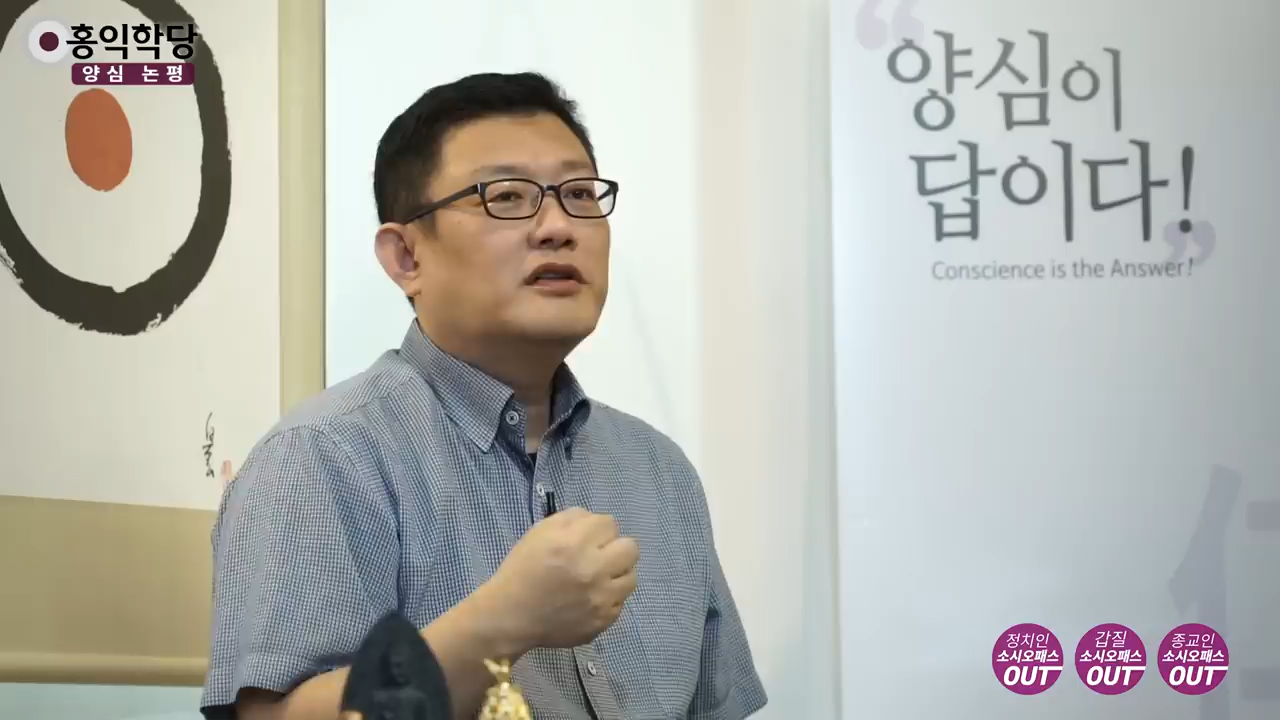 홍익학당
양심 논평
“양심이
답이다!”
Conscience is the Answer!
정치인
소시오패스
OUT
갑질
소시오패스
OUT
종교인
소시오패스
OUT